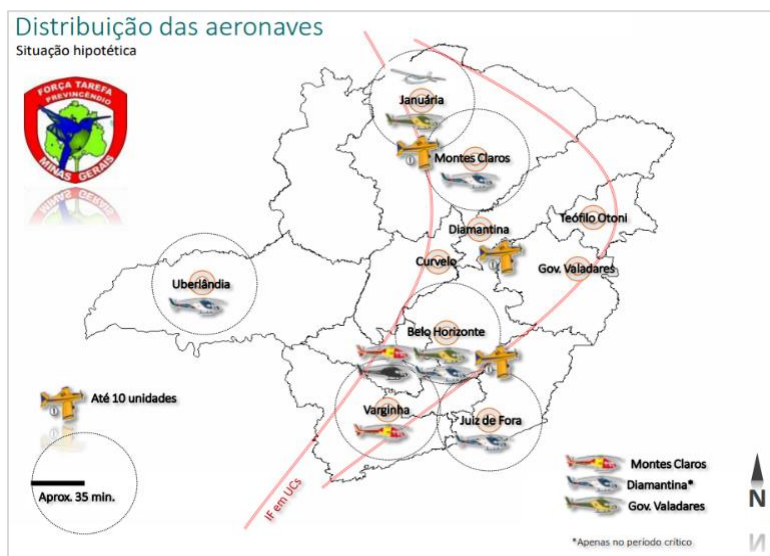 Distribuição das aeronaves
Situação hipotética
FORÇA TAREFA
PREVINCÊNDIO
MINAS GERAIS
Januária
Montes Claros
Diamantina
Teófilo Otoni
Curvelo
Gov. Valadares
Uberlândia
Belo Horizonte
Varginha
Juiz de Fora
Até 10 unidades
Aprox. 35 min.
IF em UCs
Montes Claros
Diamantina*
Gov. Valadares
*Apenas no período crítico
N